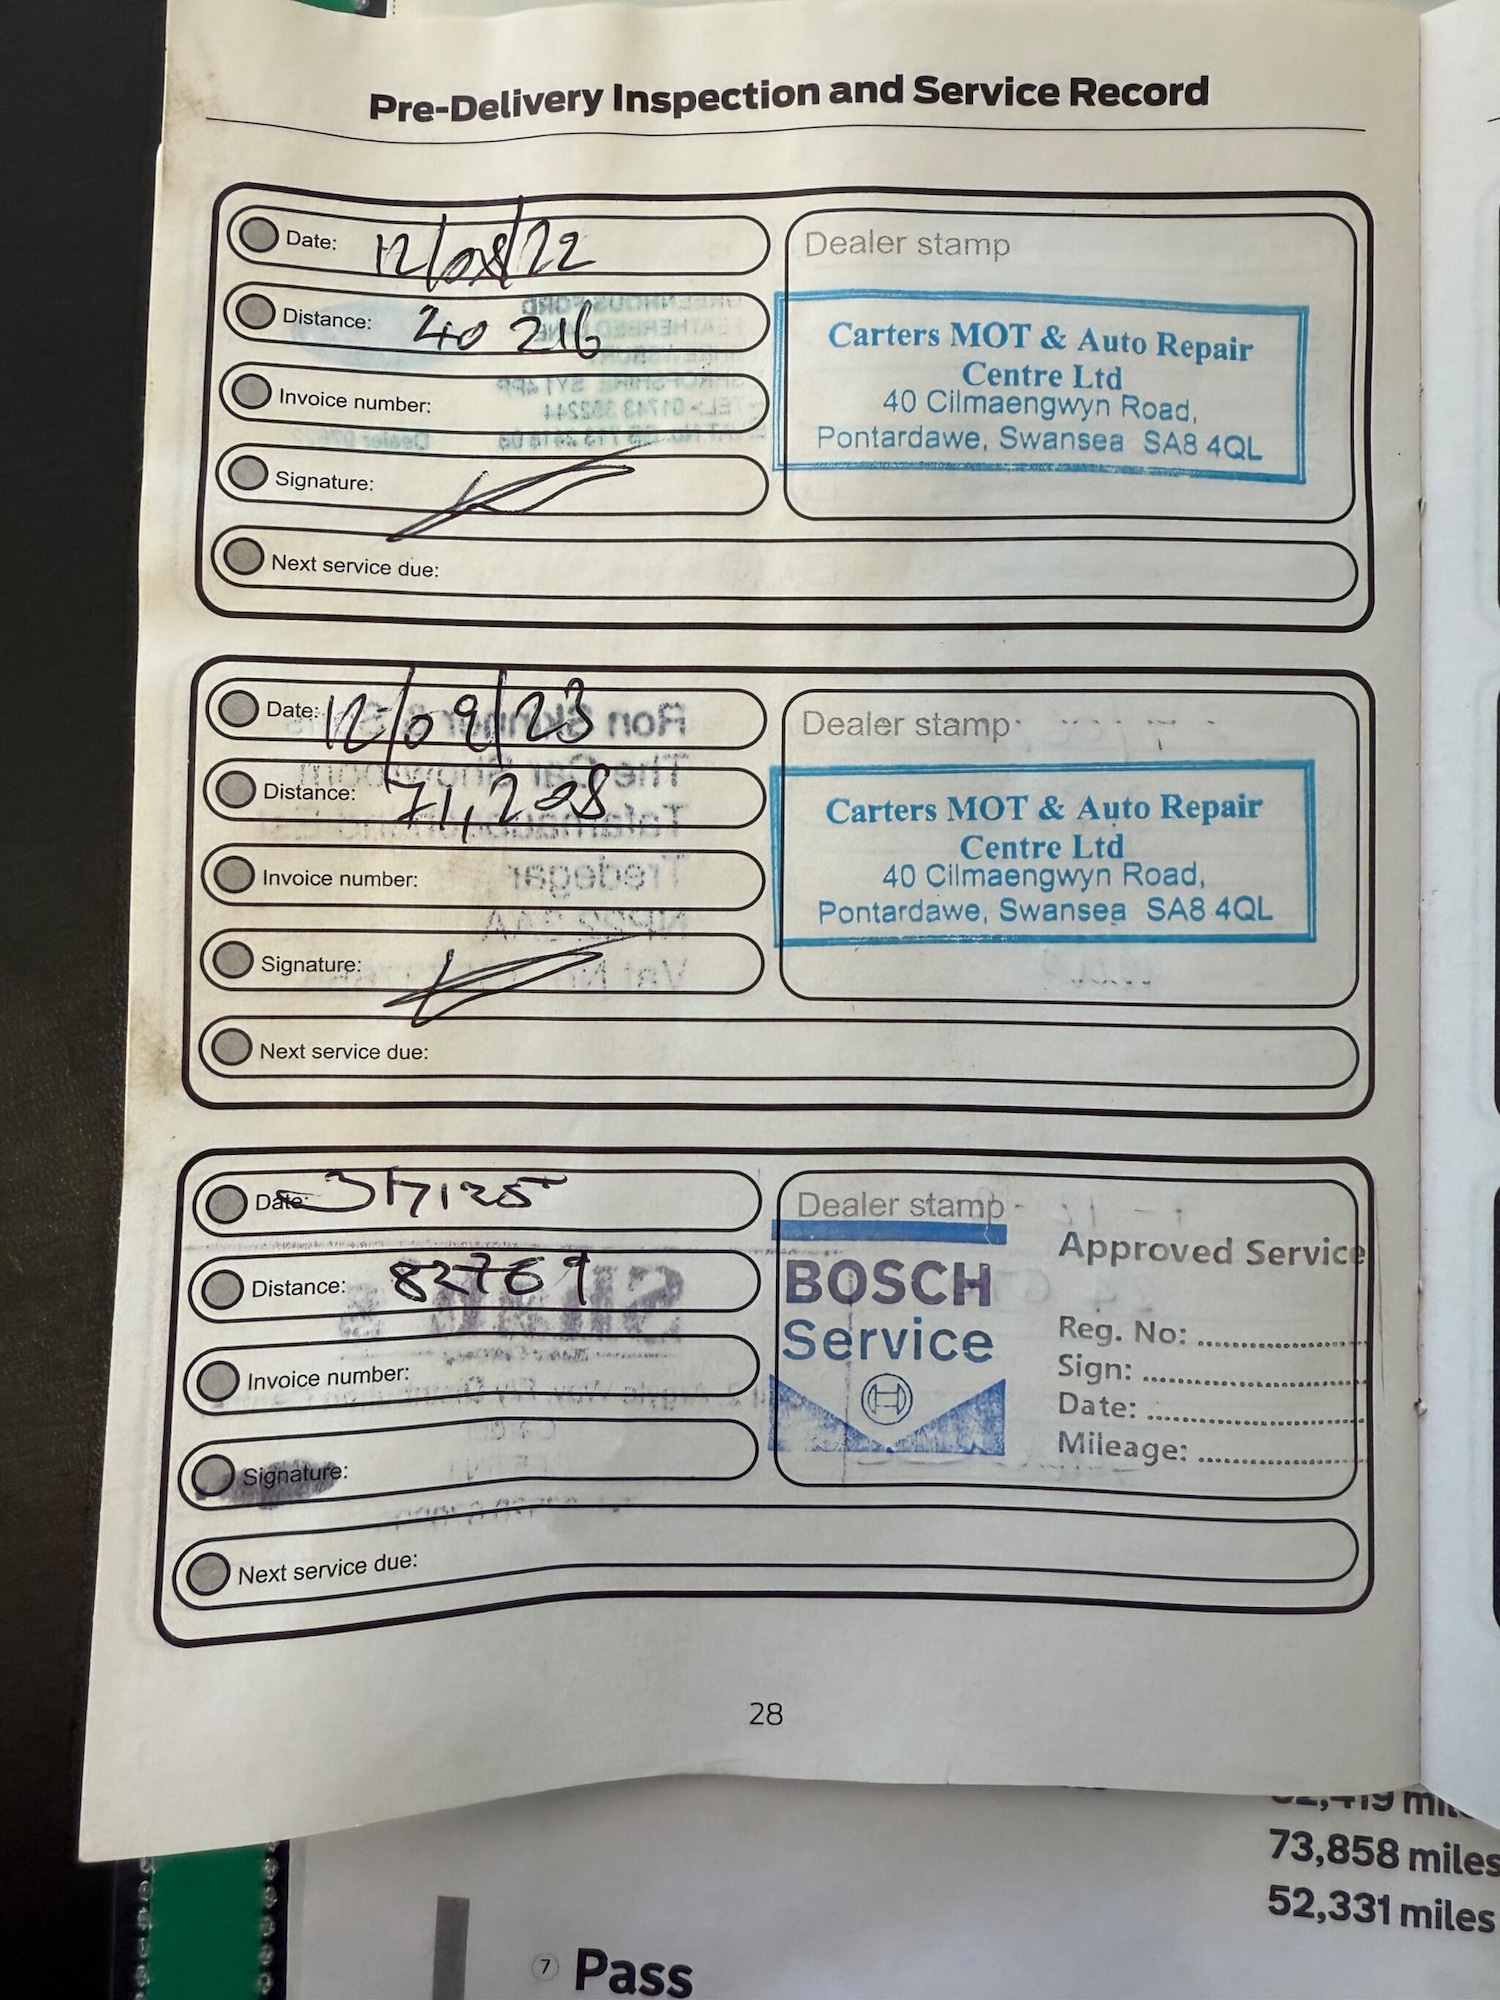 Pre-Delivery Inspection and Service Record
Date: 12/08/22
Distance: 40 216
Invoice number:
Signature:
Next service due:
Dealer stamp
Carters MOT & Auto Repair
Centre Ltd
40 Cilmaengwyn Road,
Pontardawe, Swansea SA8 4QL
Date: 12/09/23
Distance: 71,208
Invoice number:
Signature:
Next service due:
Dealer stamp
Carters MOT & Auto Repair
Centre Ltd
40 Cilmaengwyn Road,
Pontardawe, Swansea SA8 4QL
Date: 3/7/25
Distance: 82769
Invoice number:
Signature:
Next service due:
Dealer stamp
BOSCH
Service
Approved Service
Reg. No:
Sign:
Date:
Mileage:
28
73,858 miles
52,331 miles
7 Pass